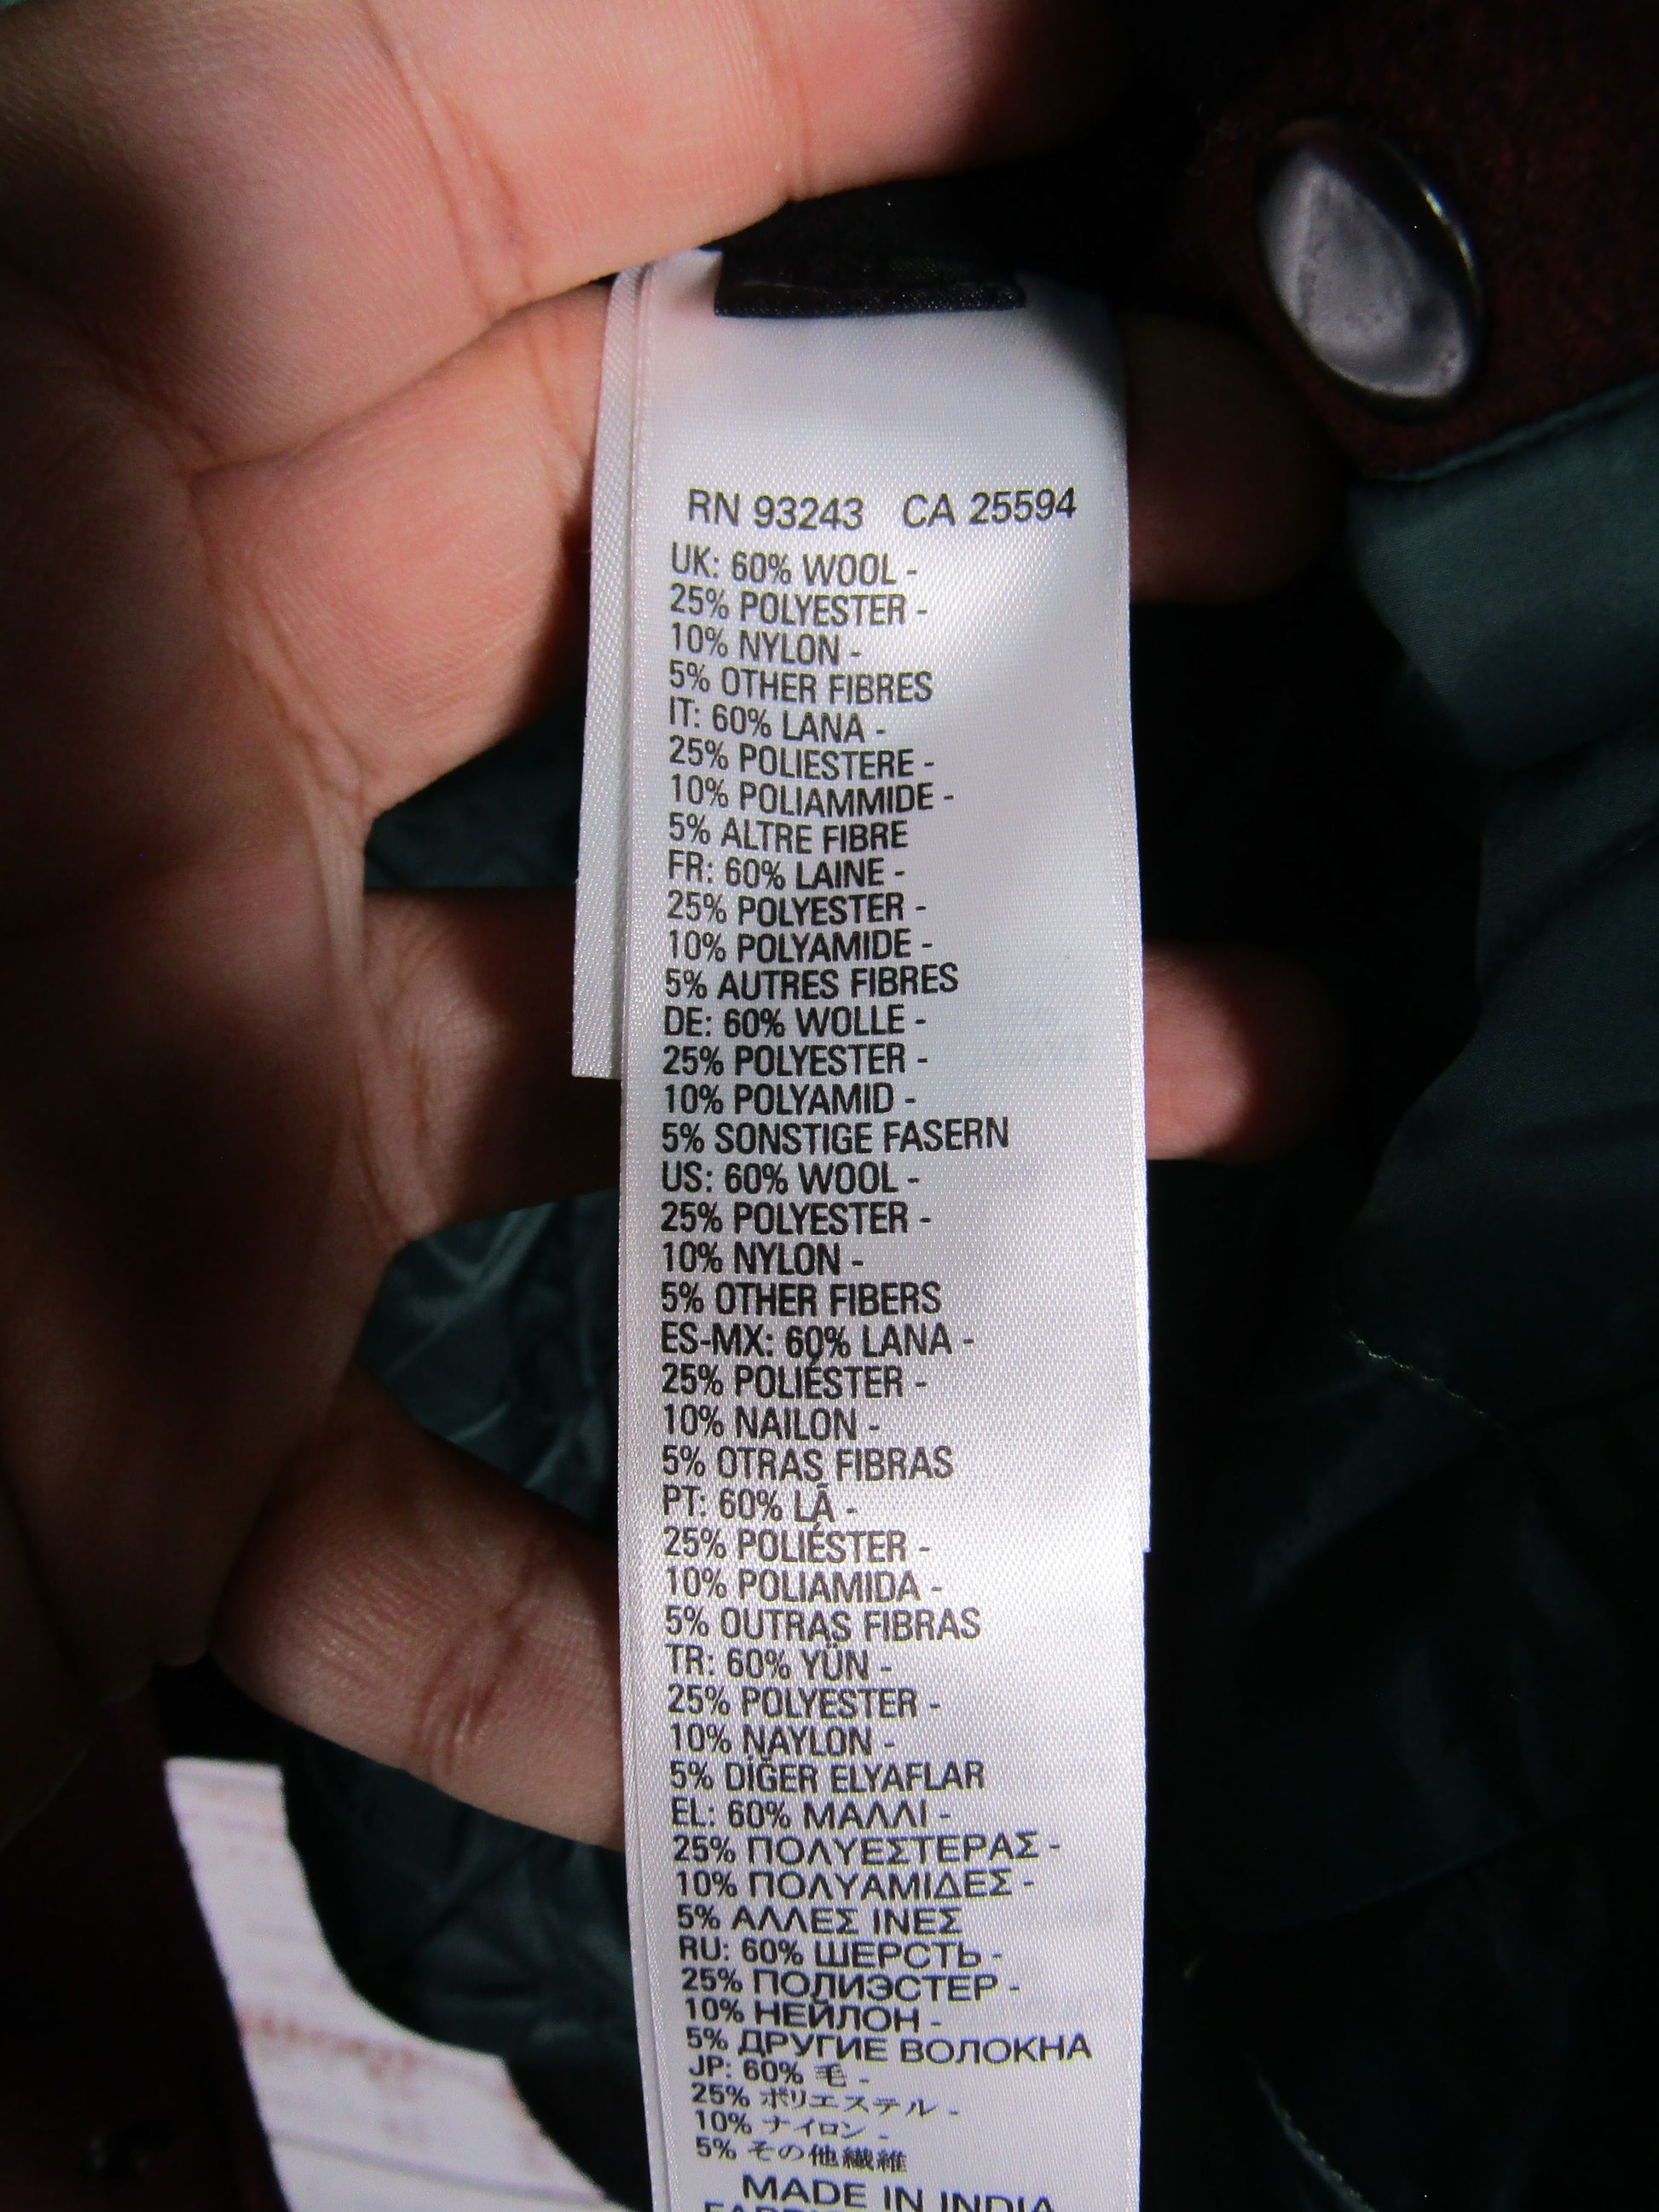 RN 93243 CA 25594
UK: 60% WOOL -
25% POLYESTER -
10% NYLON -
5% OTHER FIBRES
IT: 60% LANA -
25% POLIESTERE -
10% POLIAMMIDE -
5% ALTRE FIBRE
FR: 60% LAINE -
25% POLYESTER -
10% POLYAMIDE -
5% AUTRES FIBRES
DE: 60% WOLLE -
25% POLYESTER -
10% POLYAMID -
5% SONSTIGE FASERN
US: 60% WOOL -
25% POLYESTER -
10% NYLON -
5% OTHER FIBERS
ES-MX: 60% LANA -
25% POLIÉSTER -
10% NAILON -
5% OTRAS FIBRAS
PT: 60% LÃ -
25% POLIÉSTER -
10% POLIAMIDA -
5% OUTRAS FIBRAS
TR: 60% YÜN -
25% POLYESTER -
10% NAYLON -
5% DİĞER ELYAFLAR
EL: 60% ΜΑΛΛΙ -
25% ΠΟΛΥΕΣΤΕΡΑΣ -
10% ΠΟΛΥΑΜΙΔΕΣ -
5% ΑΛΛΕΣ ΙΝΕΣ
RU: 60% ШЕРСТЬ -
25% ПОЛИЭСТЕР -
10% НЕЙЛОН -
5% ДРУГИЕ ВОЛОКНА
JP: 60% 毛 -
25% ポリエステル -
10% ナイロン -
5% その他繊維
MADE IN INDIA